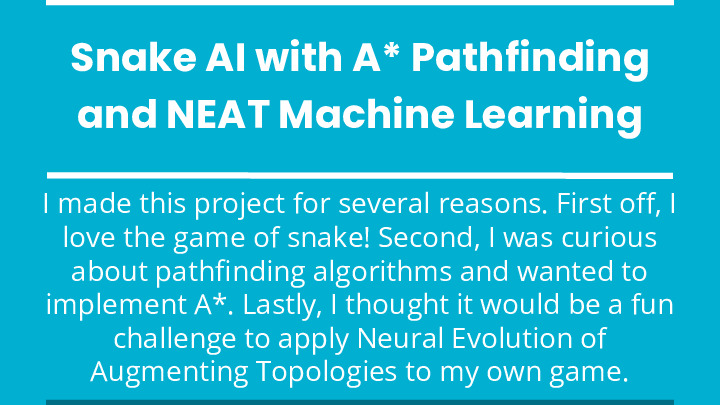 Snake AI with A* Pathfinding
and NEAT Machine Learning
I made this project for several reasons. First off, I
love the game of snake! Second, I was curious
about pathfinding algorithms and wanted to
implement A*. Lastly, I thought it would be a fun
challenge to apply Neural Evolution of
Augmenting Topologies to my own game.